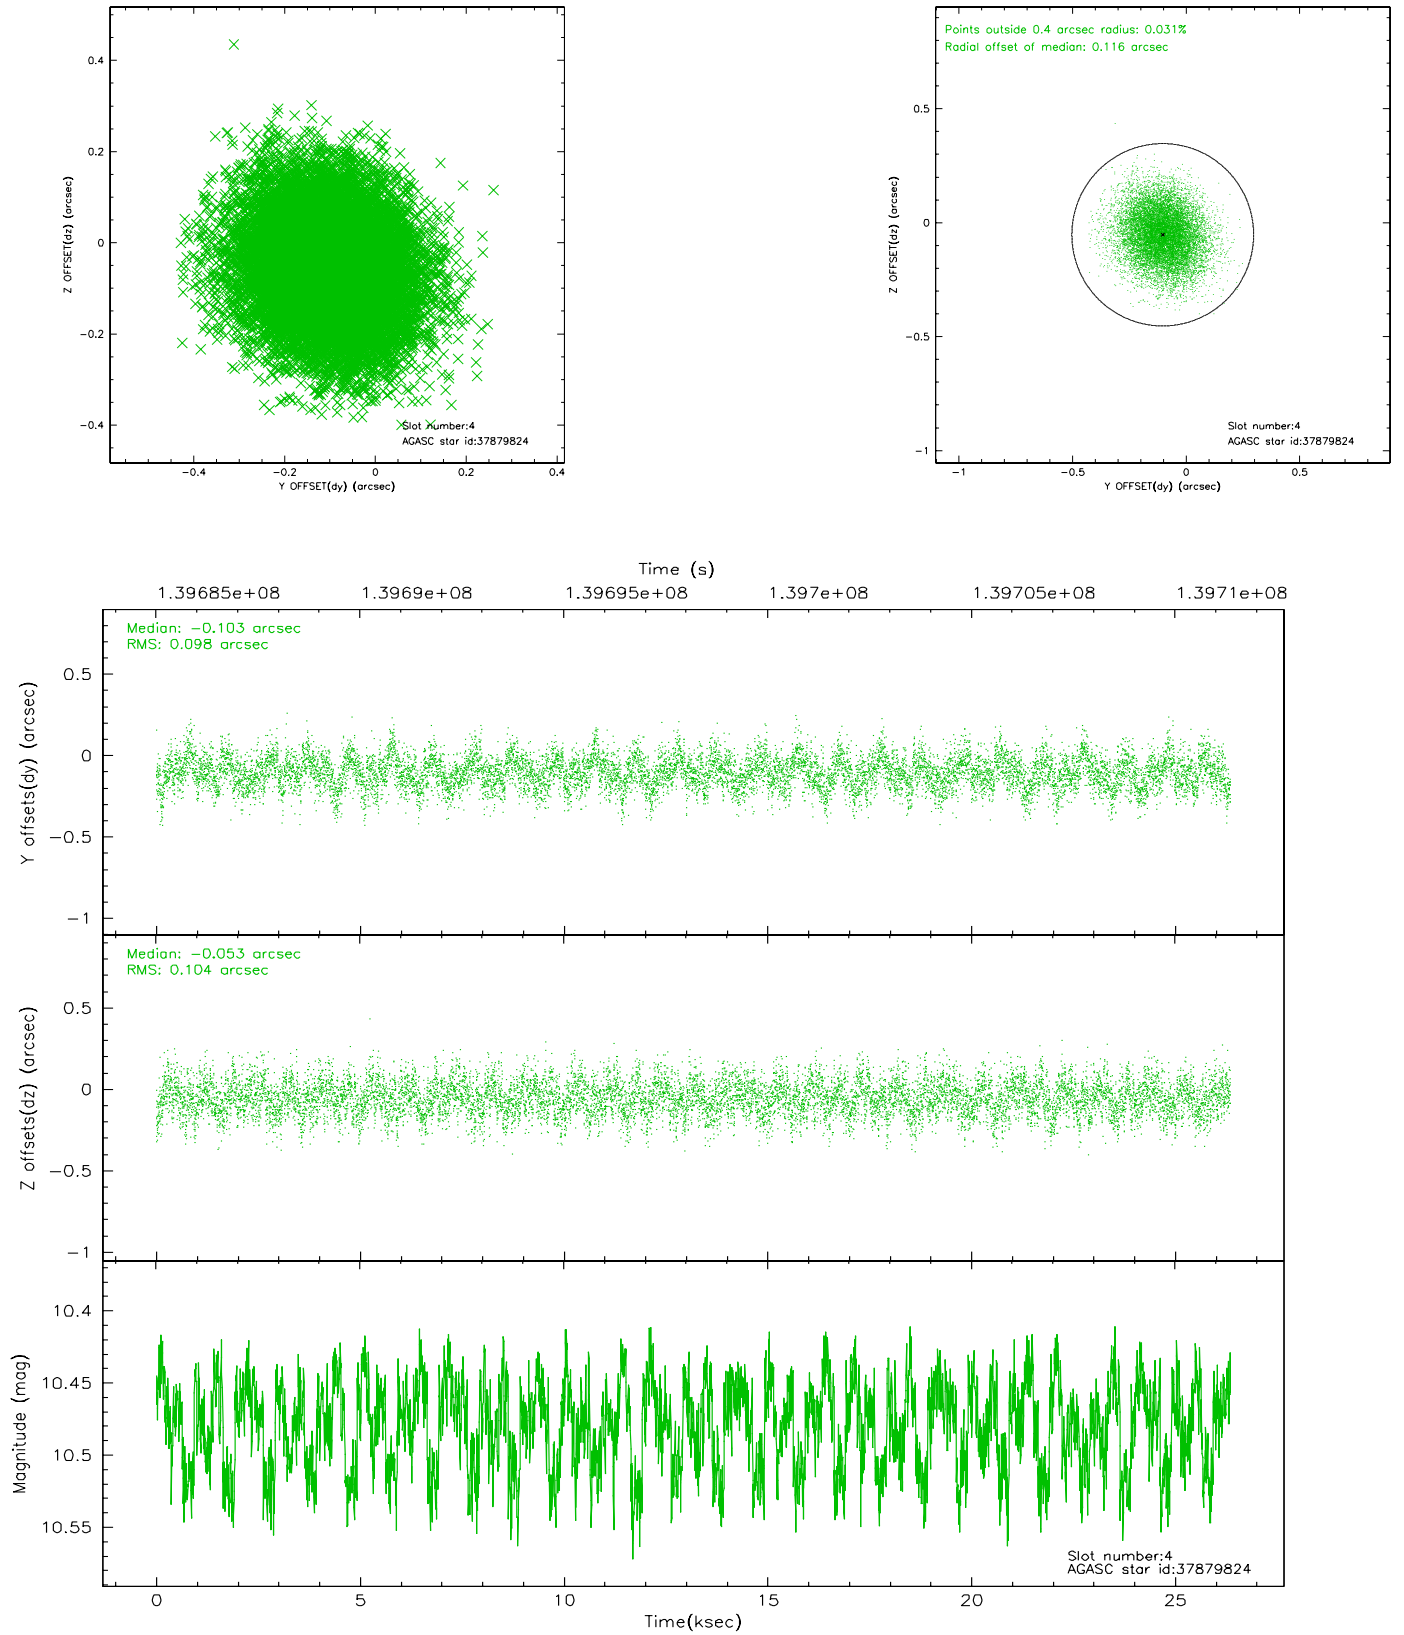 Points outside 0.4 arcsec radius: 0.031%
Radial offset of median: 0.116 arcsec
0.4
0.2
0
−0.2
−0.4
Z OFFSET(dz) (arcsec)
Slot number:4
AGASC star id:37879824
−0.4 −0.2 0 0.2 0.4
Y OFFSET(dy) (arcsec)
0.5
0
−0.5
−1
Z OFFSET(dz) (arcsec)
Slot number:4
AGASC star id:37879824
−1 −0.5 0 0.5
Y OFFSET(dy) (arcsec)
Time (s)
1.39685e+08 1.3969e+08 1.39695e+08 1.397e+08 1.39705e+08 1.3971e+08
Median: −0.103 arcsec
RMS: 0.098 arcsec
0.5
0
−0.5
−1
Y offsets(dy) (arcsec)
Median: −0.053 arcsec
RMS: 0.104 arcsec
0.5
0
−0.5
−1
Z offsets(dz) (arcsec)
10.4
10.45
10.5
10.55
Magnitude (mag)
Slot number:4
AGASC star id:37879824
0 5 10 15 20 25
Time(ksec)